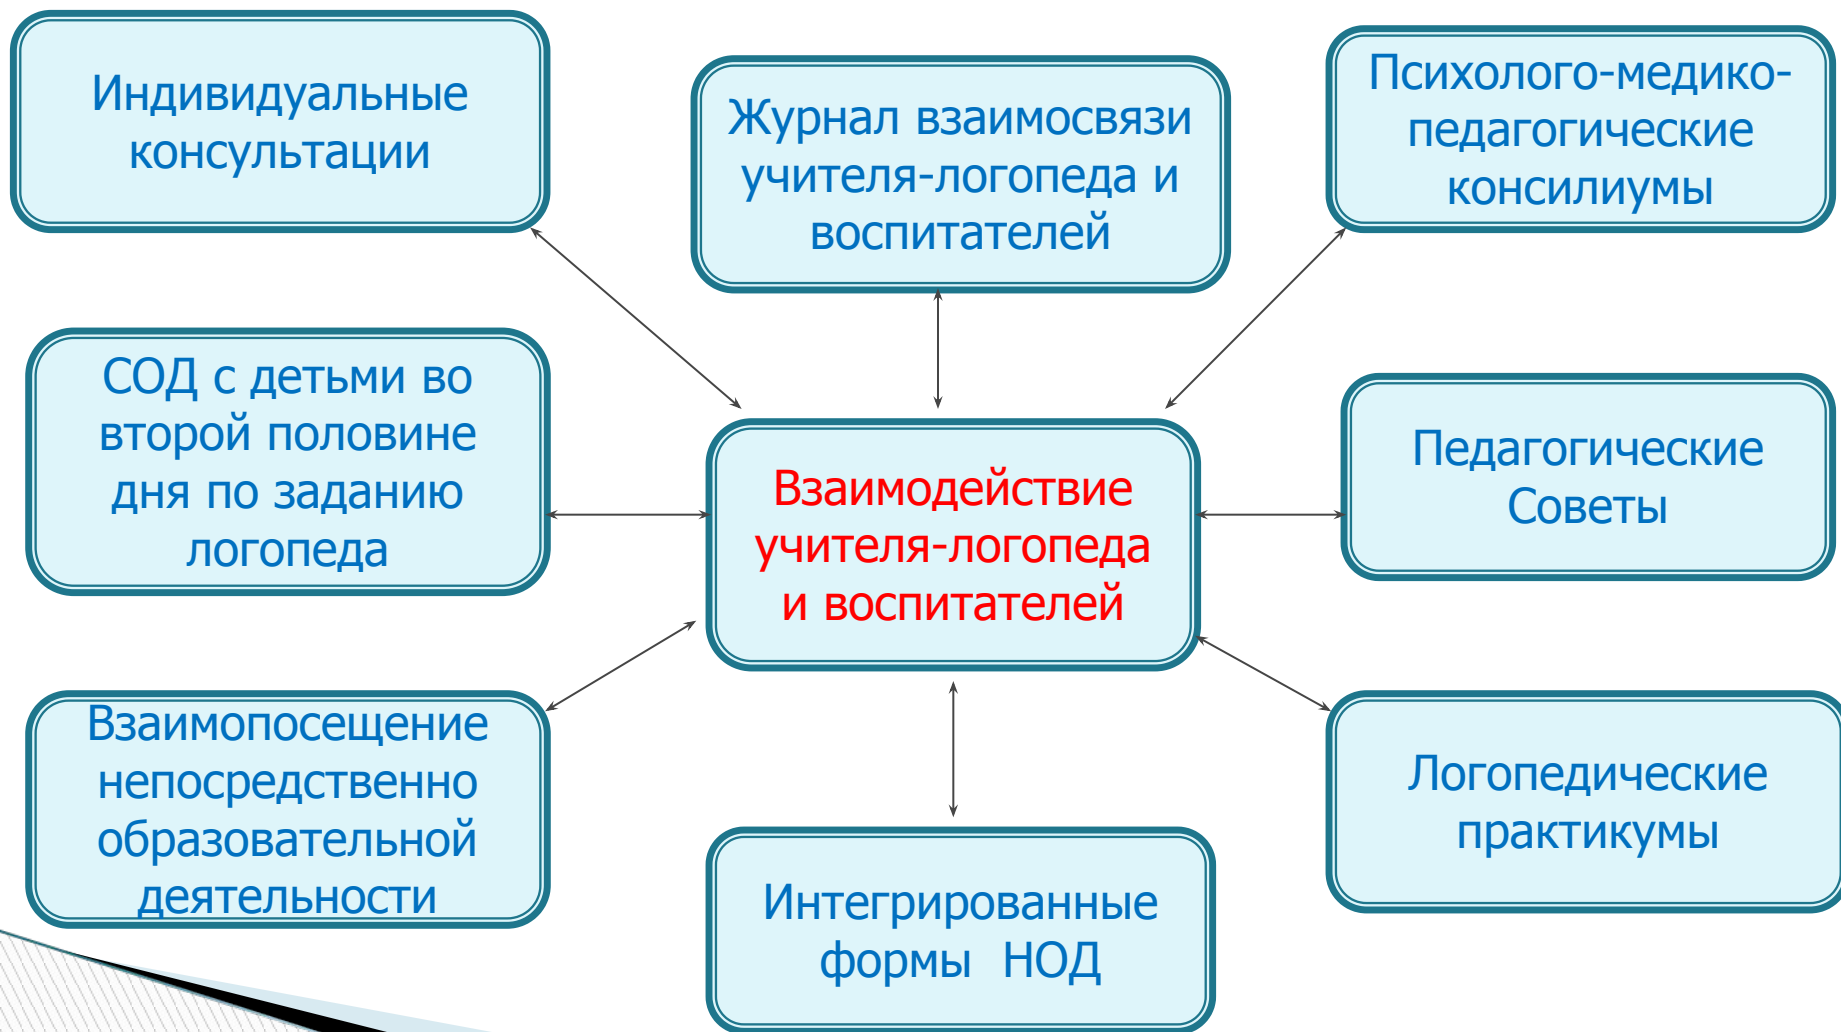 Индивидуальные
консультации
Журнал взаимосвязи
учителя-логопеда и
воспитателей
Психолого-медико-
педагогические
консилиумы
СОД с детьми во
второй половине
дня по заданию
логопеда
Взаимодействие
учителя-логопеда
и воспитателей
Педагогические
Советы
Взаимопосещение
непосредственно
образовательной
деятельности
Интегрированные
формы НОД
Логопедические
практикумы